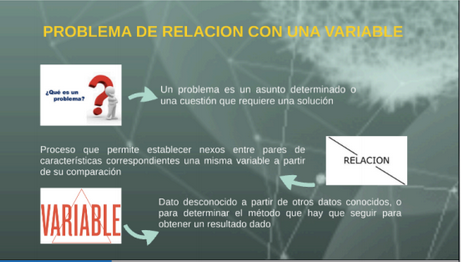 PROBLEMA DE RELACION CON UNA VARIABLE
¿Qué es un
problema?
Un problema es un asunto determinado o
una cuestión que requiere una solución
Proceso que permite establecer nexos entre pares de
características correspondientes una misma variable a partir
de su comparación
RELACION
VARIABLE
Dato desconocido a partir de otros datos conocidos, o
para determinar el método que hay que seguir para
obtener un resultado dado